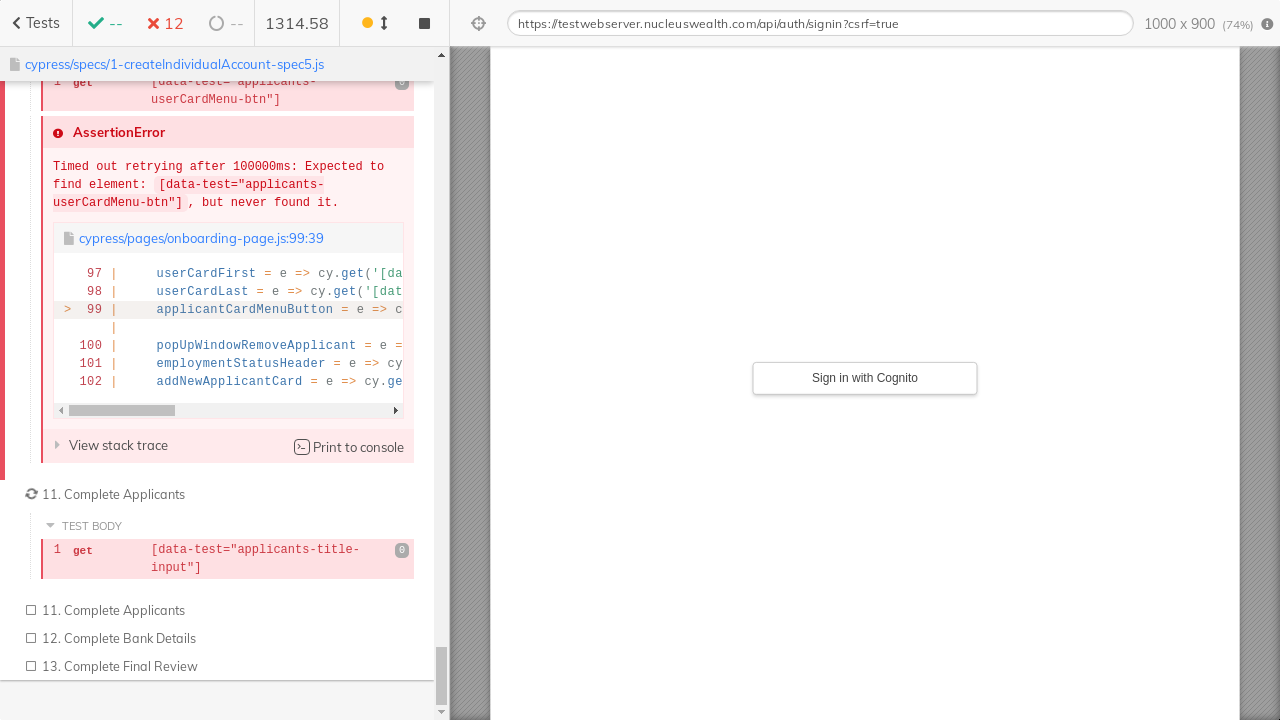 Tests
--
12
--
1314.58
https://testwebserver.nucleuswealth.com/api/auth/signin?csrf=true
1000 x 900 (74%)
cypress/specs/1-createIndividualAccount-spec5.js
1 get [data-test="applicants-
userCardMenu-btn"]
0
AssertionError
Timed out retrying after 100000ms: Expected to
find element: [data-test="applicants-
userCardMenu-btn"], but never found it.
cypress/pages/onboarding-page.js:99:39
97 | userCardFirst = e => cy.get('[da
98 | userCardLast = e => cy.get('[dat
> 99 | applicantCardMenuButton = e => c
|
100 | popUpWindowRemoveApplicant = e =
101 | employmentStatusHeader = e => cy
102 | addNewApplicantCard = e => cy.ge
View stack trace
Print to console
11. Complete Applicants
TEST BODY
1 get [data-test="applicants-title-
input"]
0
11. Complete Applicants
12. Complete Bank Details
13. Complete Final Review
Sign in with Cognito